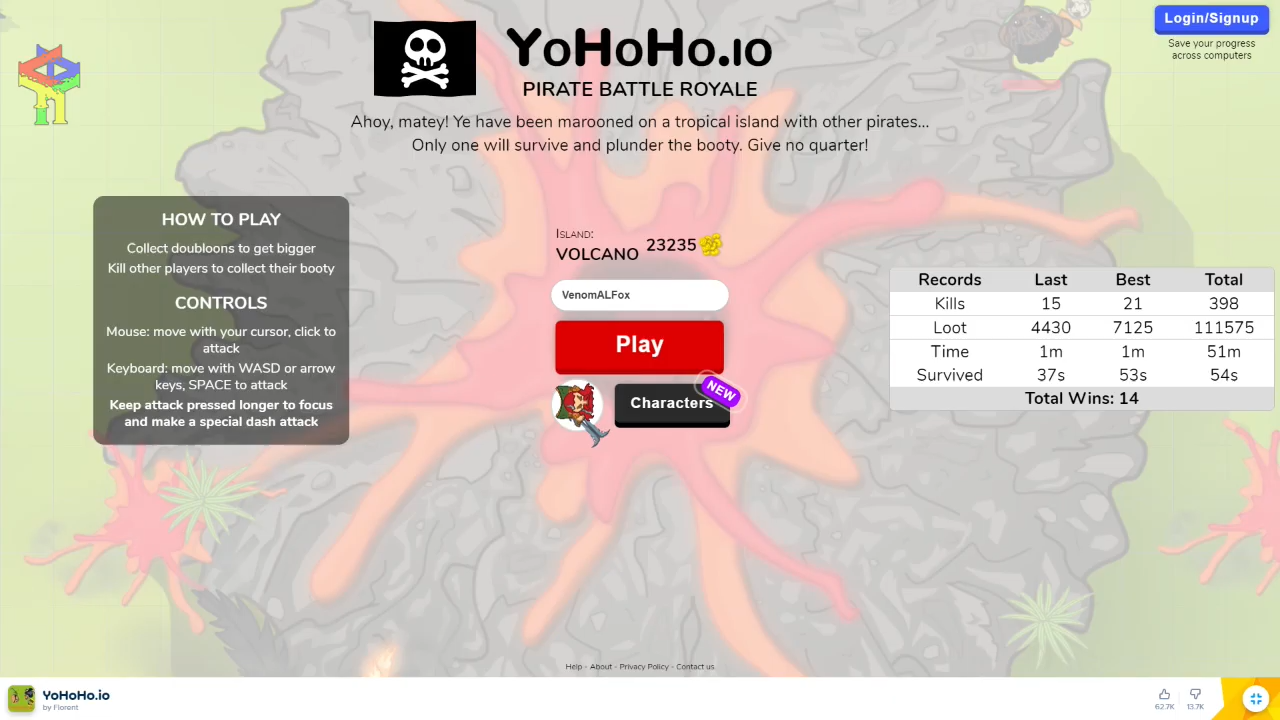 YoHoHo.io
PIRATE BATTLE ROYALE
Ahoy, matey! Ye have been marooned on a tropical island with other pirates...
Only one will survive and plunder the booty. Give no quarter!
Login/Signup
Save your progress
across computers
HOW TO PLAY
Collect doubloons to get bigger
Kill other players to collect their booty
CONTROLS
Mouse: move with your cursor, click to
attack
Keyboard: move with WASD or arrow
keys, SPACE to attack
Keep attack pressed longer to focus
and make a special dash attack
Island:
VOLCANO 23235
VenomALFox
Play
NEW
Characters
Records Last Best Total
Kills 15 21 398
Loot 4430 7125 111575
Time 1m 1m 51m
Survived 37s 53s 54s
Total Wins: 14
Help - About - Privacy Policy - Contact us
YoHoHo.io
by Florent
62.7K 13.7K